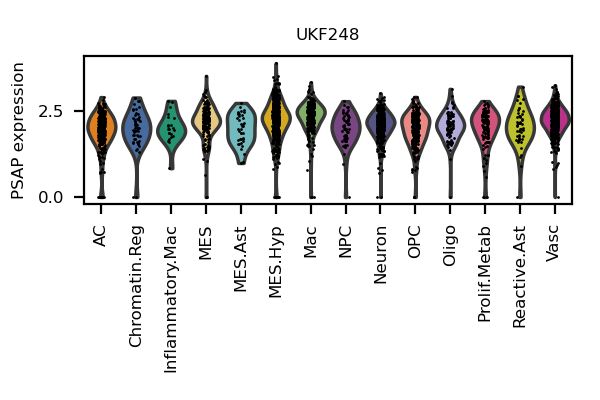 UKF248
PSAP expression
2.5
0.0
AC
Chromatin.Reg
Inflammatory.Mac
MES
MES.Ast
MES.Hyp
Mac
NPC
Neuron
OPC
Oligo
Prolif.Metab
Reactive.Ast
Vasc